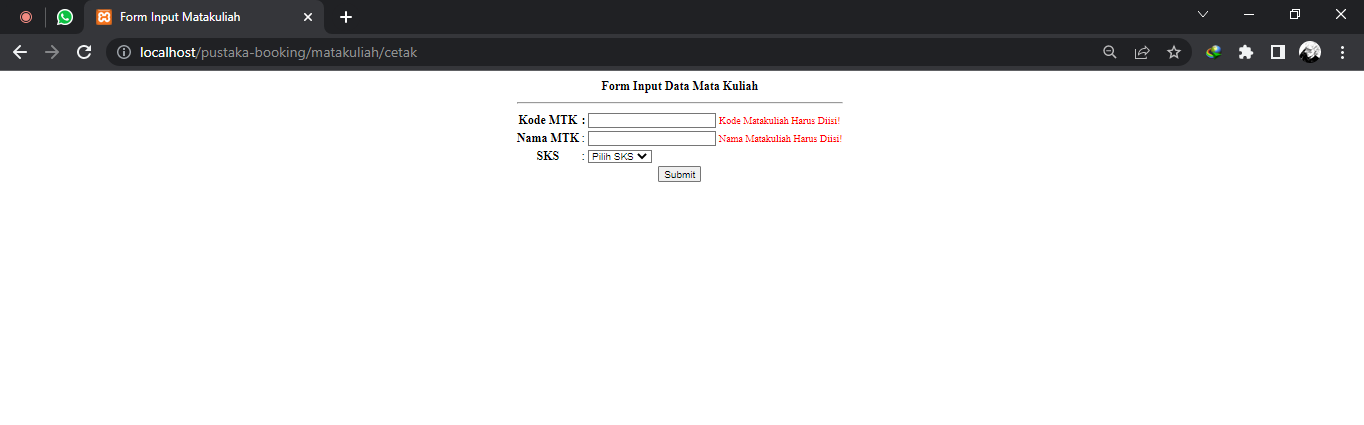 Form Input Matakuliah
localhost/pustaka-booking/matakuliah/cetak
Form Input Data Mata Kuliah
Kode MTK : Kode Matakuliah Harus Diisi!
Nama MTK : Nama Matakuliah Harus Diisi!
SKS : Pilih SKS
Submit